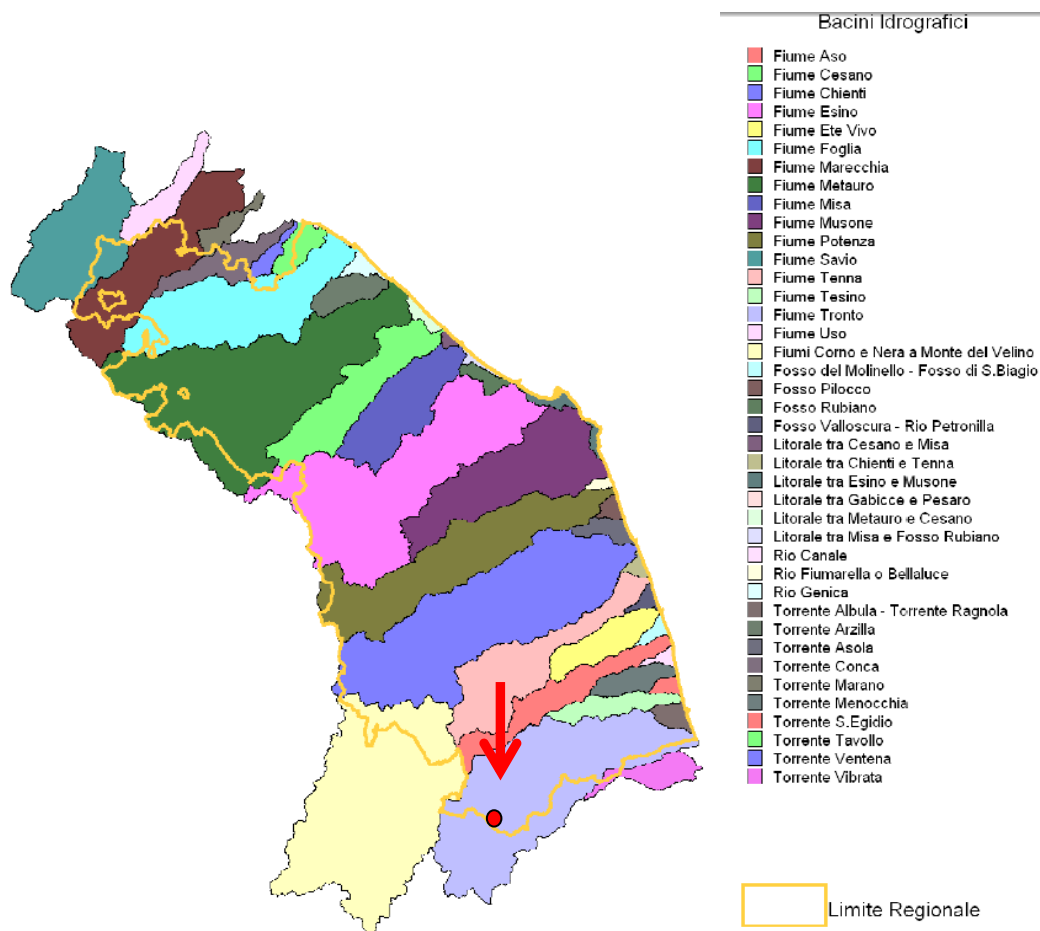 Bacini Idrografici
Fiume Aso
Fiume Cesano
Fiume Chienti
Fiume Esino
Fiume Ete Vivo
Fiume Foglia
Fiume Marecchia
Fiume Metauro
Fiume Misa
Fiume Musone
Fiume Potenza
Fiume Savio
Fiume Tenna
Fiume Tesino
Fiume Tronto
Fiume Uso
Fiumi Corno e Nera a Monte del Velino
Fosso del Molinello - Fosso di S.Biagio
Fosso Pilocco
Fosso Rubiano
Fosso Valloscura - Rio Petronilla
Litorale tra Cesano e Misa
Litorale tra Chienti e Tenna
Litorale tra Esino e Musone
Litorale tra Gabicce e Pesaro
Litorale tra Metauro e Cesano
Litorale tra Misa e Fosso Rubiano
Rio Canale
Rio Fiumarella o Bellaluce
Rio Genica
Torrente Albula - Torrente Ragnola
Torrente Arzilla
Torrente Asola
Torrente Conca
Torrente Marano
Torrente Menocchia
Torrente S.Egidio
Torrente Tavollo
Torrente Ventena
Torrente Vibrata
Limite Regionale